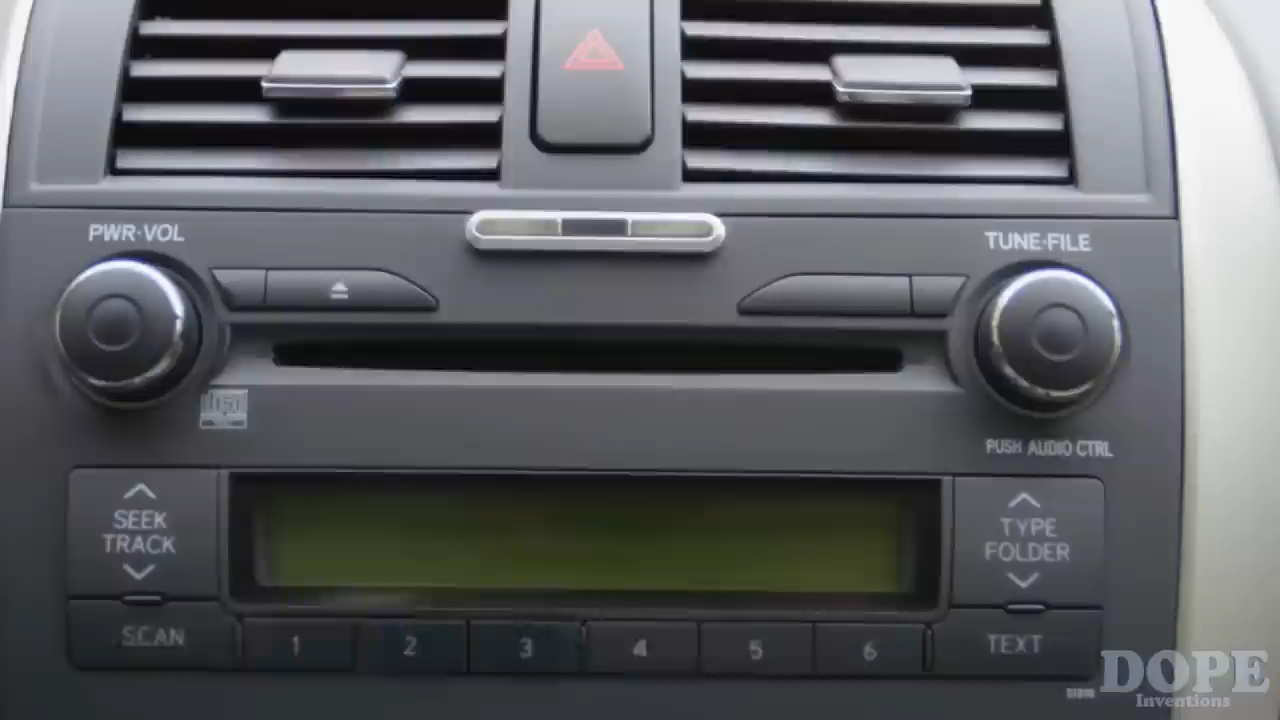 PWR·VOL
TUNE·FILE
PUSH AUDIO CTRL
SEEK
TRACK
TYPE
FOLDER
SCAN 1 2 3 4 5 6 TEXT
DOPE
Inventions